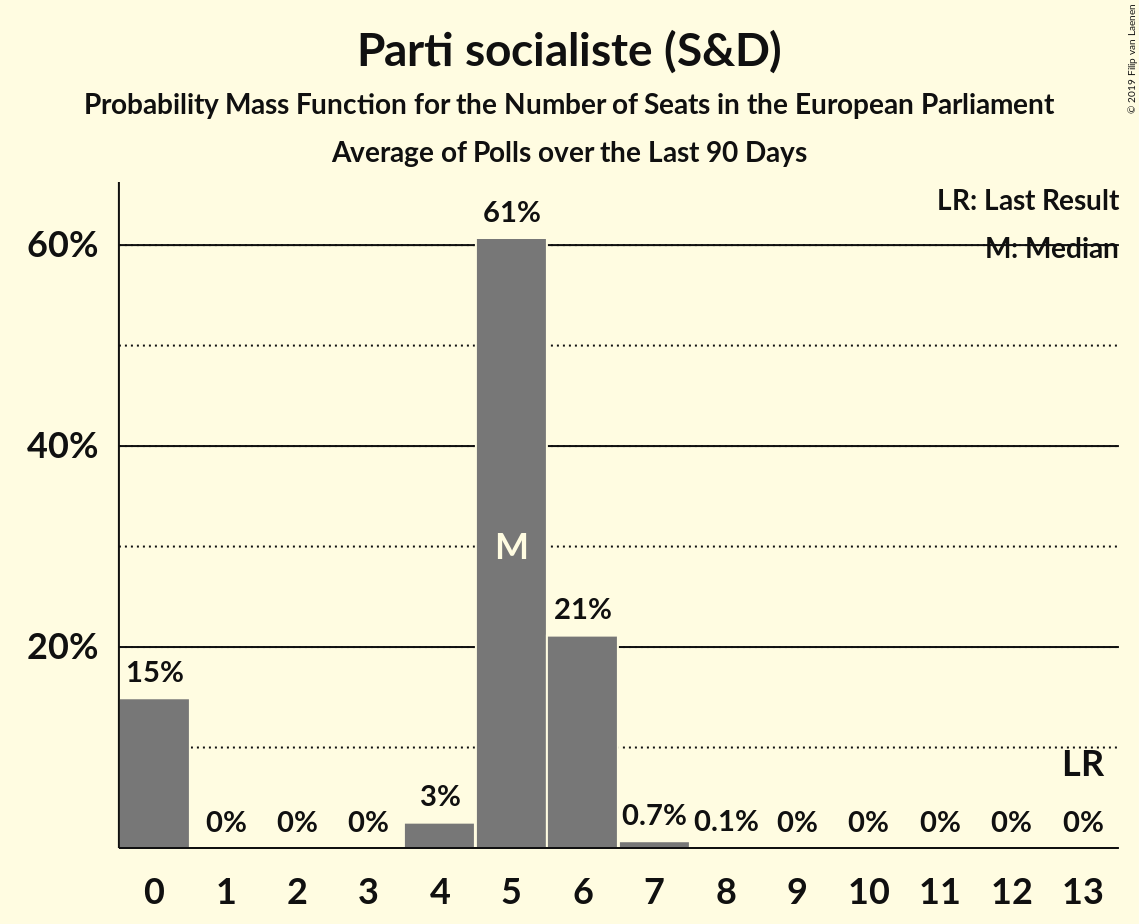 Parti socialiste (S&D)
Probability Mass Function for the Number of Seats in the European Parliament
Average of Polls over the Last 90 Days
© 2019 Filip van Laenen
LR: Last Result
M: Median
61%
60%
40%
M
21%
20%
15%
LR
3%
0% 0% 0% 0.7% 0.1% 0% 0% 0% 0% 0%
0 1 2 3 4 5 6 7 8 9 10 11 12 13